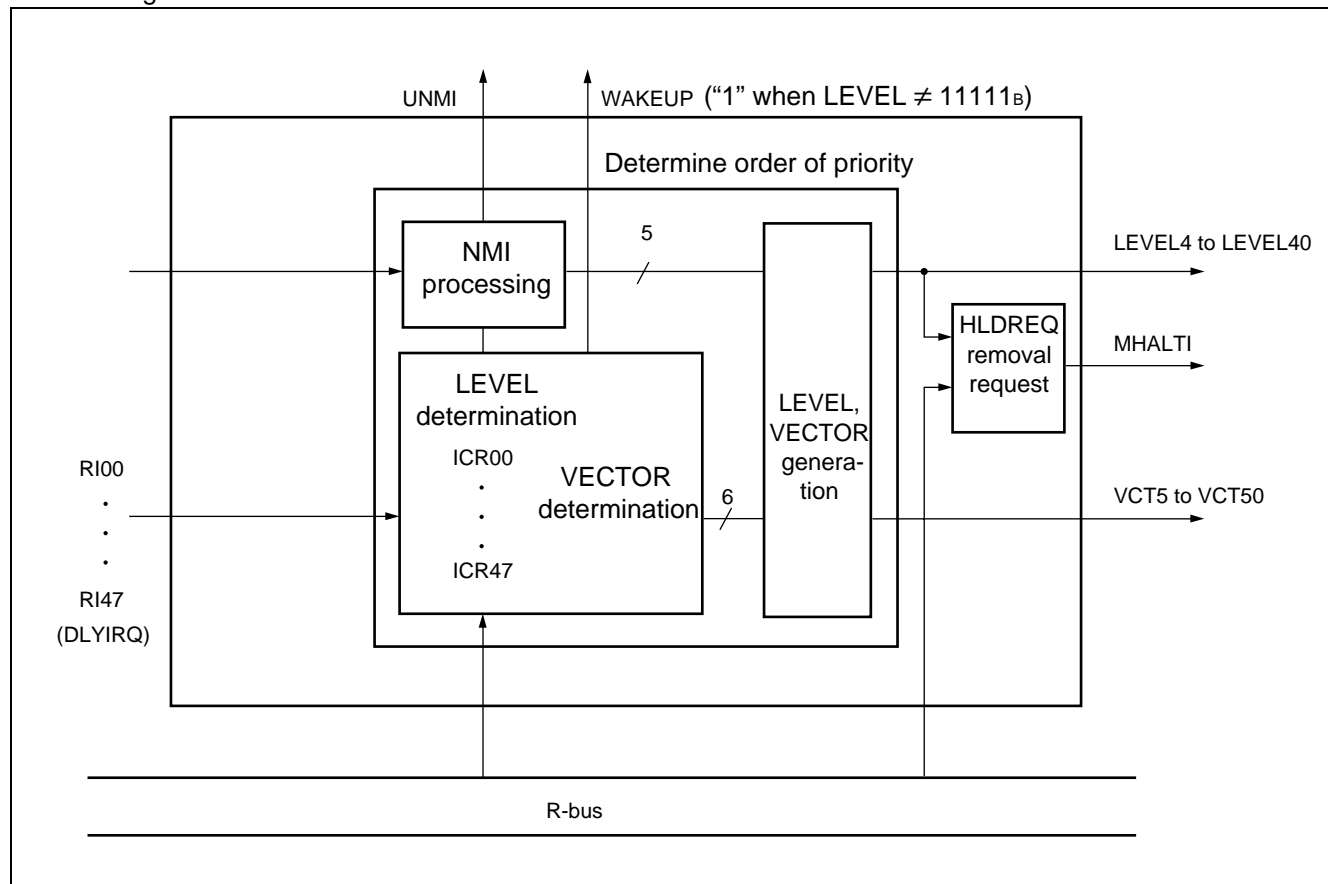 UNMI
WAKEUP (“1” when LEVEL ≠ 11111B)
Determine order of priority
NMI
processing
5
LEVEL4 to LEVEL40
HLDREQ
removal
request
MHALTI
LEVEL
determination
ICR00
.
.
.
ICR47
VECTOR
determination
6
LEVEL,
VECTOR
genera-
tion
VCT5 to VCT50
RI00
.
.
.
RI47
(DLYIRQ)
R-bus